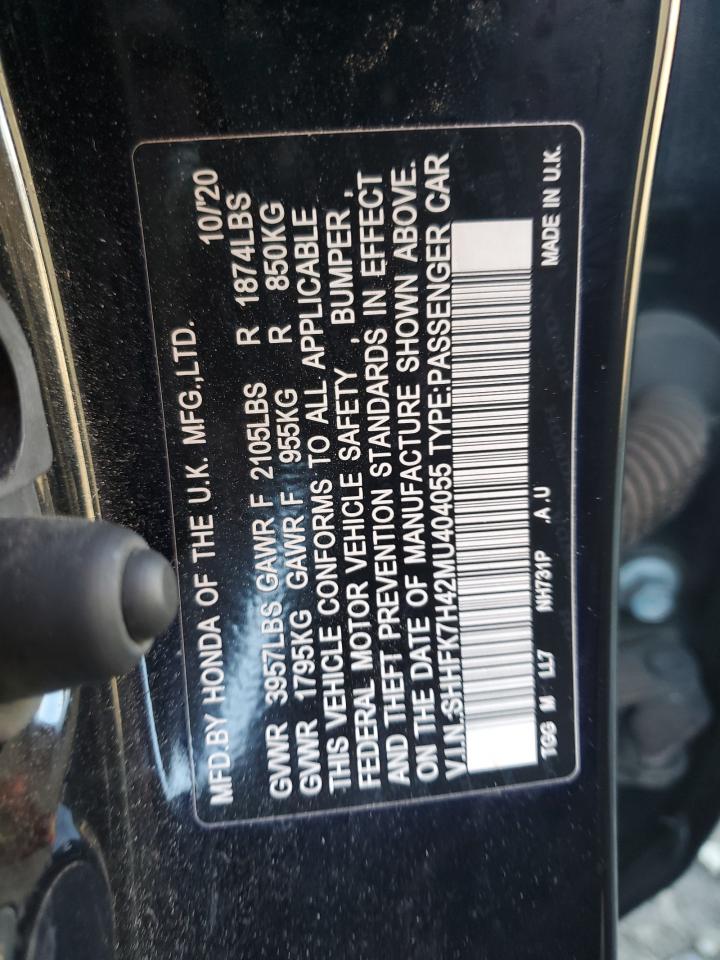 MFD.BY HONDA OF THE U.K. MFG.,LTD. 10/'20
GVWR 3957LBS GAWR F 2105LBS R 1874LBS
GVWR 1795KG GAWR F 955KG R 850KG
THIS VEHICLE CONFORMS TO ALL APPLICABLE
FEDERAL MOTOR VEHICLE SAFETY , BUMPER ,
AND THEFT PREVENTION STANDARDS IN EFFECT
ON THE DATE OF MANUFACTURE SHOWN ABOVE.
V.I.N.:SHHFK7H42MU404055 TYPE:PASSENGER CAR
TGG M LL7 NH731P .A.U MADE IN U.K.